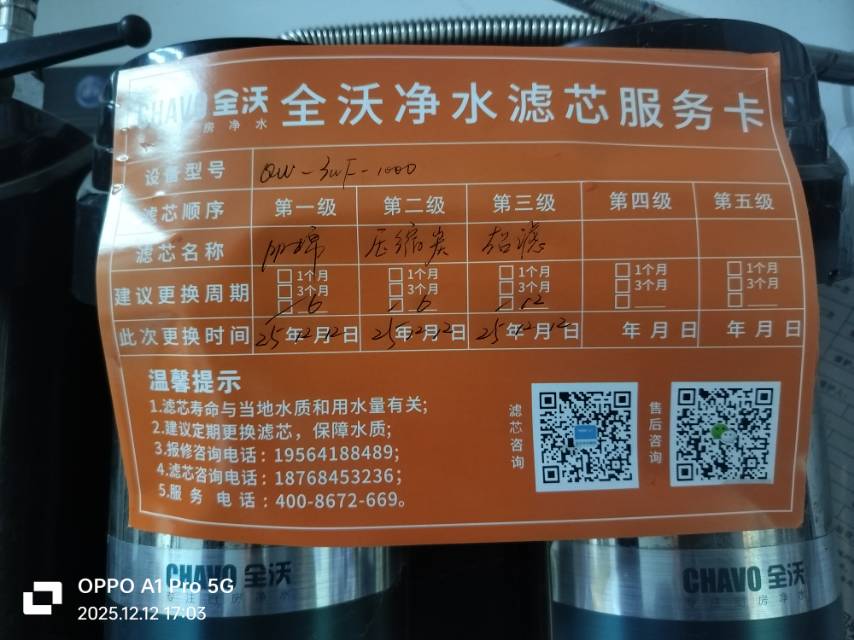 CHAVO 全沃 全沃净水滤芯服务卡
房净水
设备型号 QW-3WF-1000
滤芯顺序 第一级 第二级 第三级 第四级 第五级
滤芯名称 PP棉 压缩炭 超滤
□1个月 □1个月 □1个月 □1个月 □1个月
建议更换周期 □3个月 □3个月 □3个月 □3个月 □3个月
□ 6 □ 6 □ 12 □ □
此次更换时间 25年12月12日 25年12月12日 25年12月12日 年月日 年月日
温馨提示
1.滤芯寿命与当地水质和用水量有关;
2.建议定期更换滤芯，保障水质;
3.报修咨询电话：19564188489;
4.滤芯咨询电话：18768453236;
5.服务电话：400-8672-669。
滤芯咨询
售后咨询
CHAVO 全沃
CHAVO 全沃
OPPO A1 Pro 5G
2025.12.12 17:03